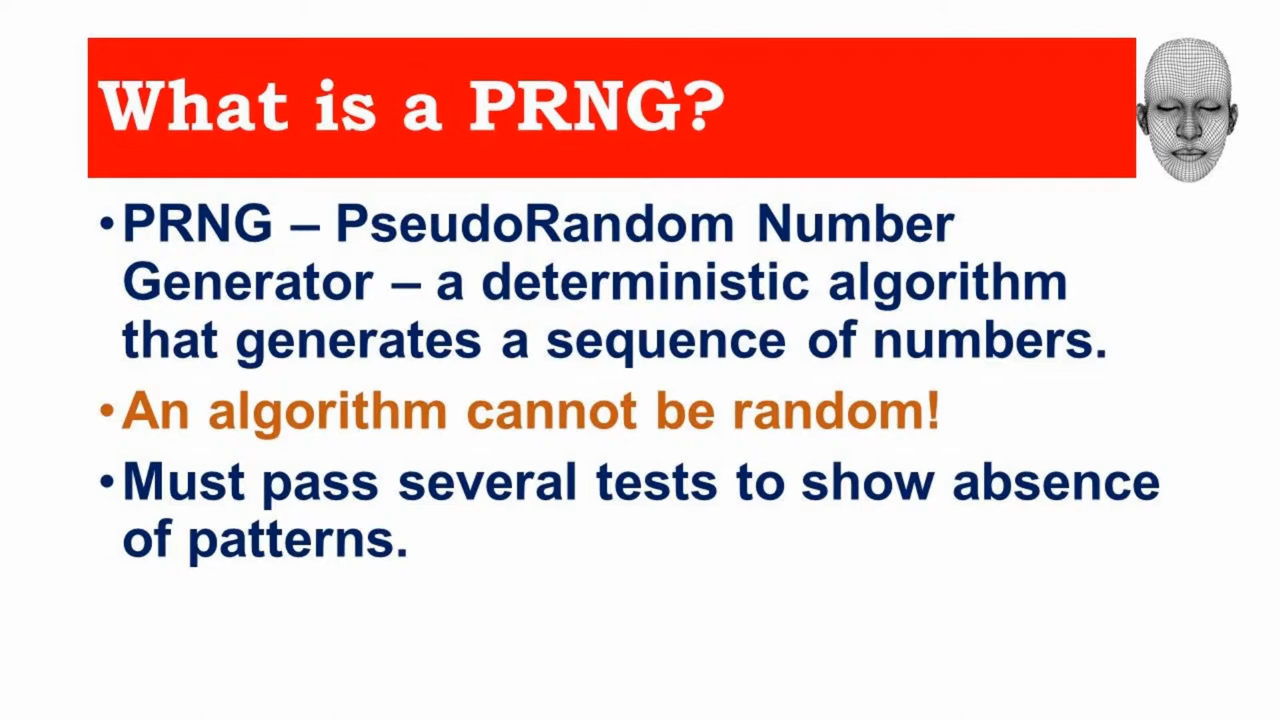 What is a PRNG?
•PRNG – PseudoRandom Number
Generator – a deterministic algorithm
that generates a sequence of numbers.
•An algorithm cannot be random!
•Must pass several tests to show absence
of patterns.